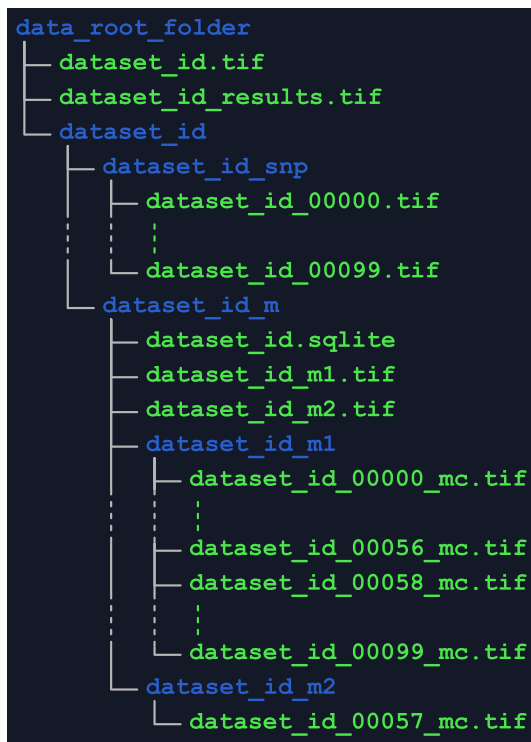 data_root_folder
dataset_id.tif
dataset_id_results.tif
dataset_id
dataset_id_snp
dataset_id_00000.tif
dataset_id_00099.tif
dataset_id_m
dataset_id.sqlite
dataset_id_m1.tif
dataset_id_m2.tif
dataset_id_m1
dataset_id_00000_mc.tif
dataset_id_00056_mc.tif
dataset_id_00058_mc.tif
dataset_id_00099_mc.tif
dataset_id_m2
dataset_id_00057_mc.tif